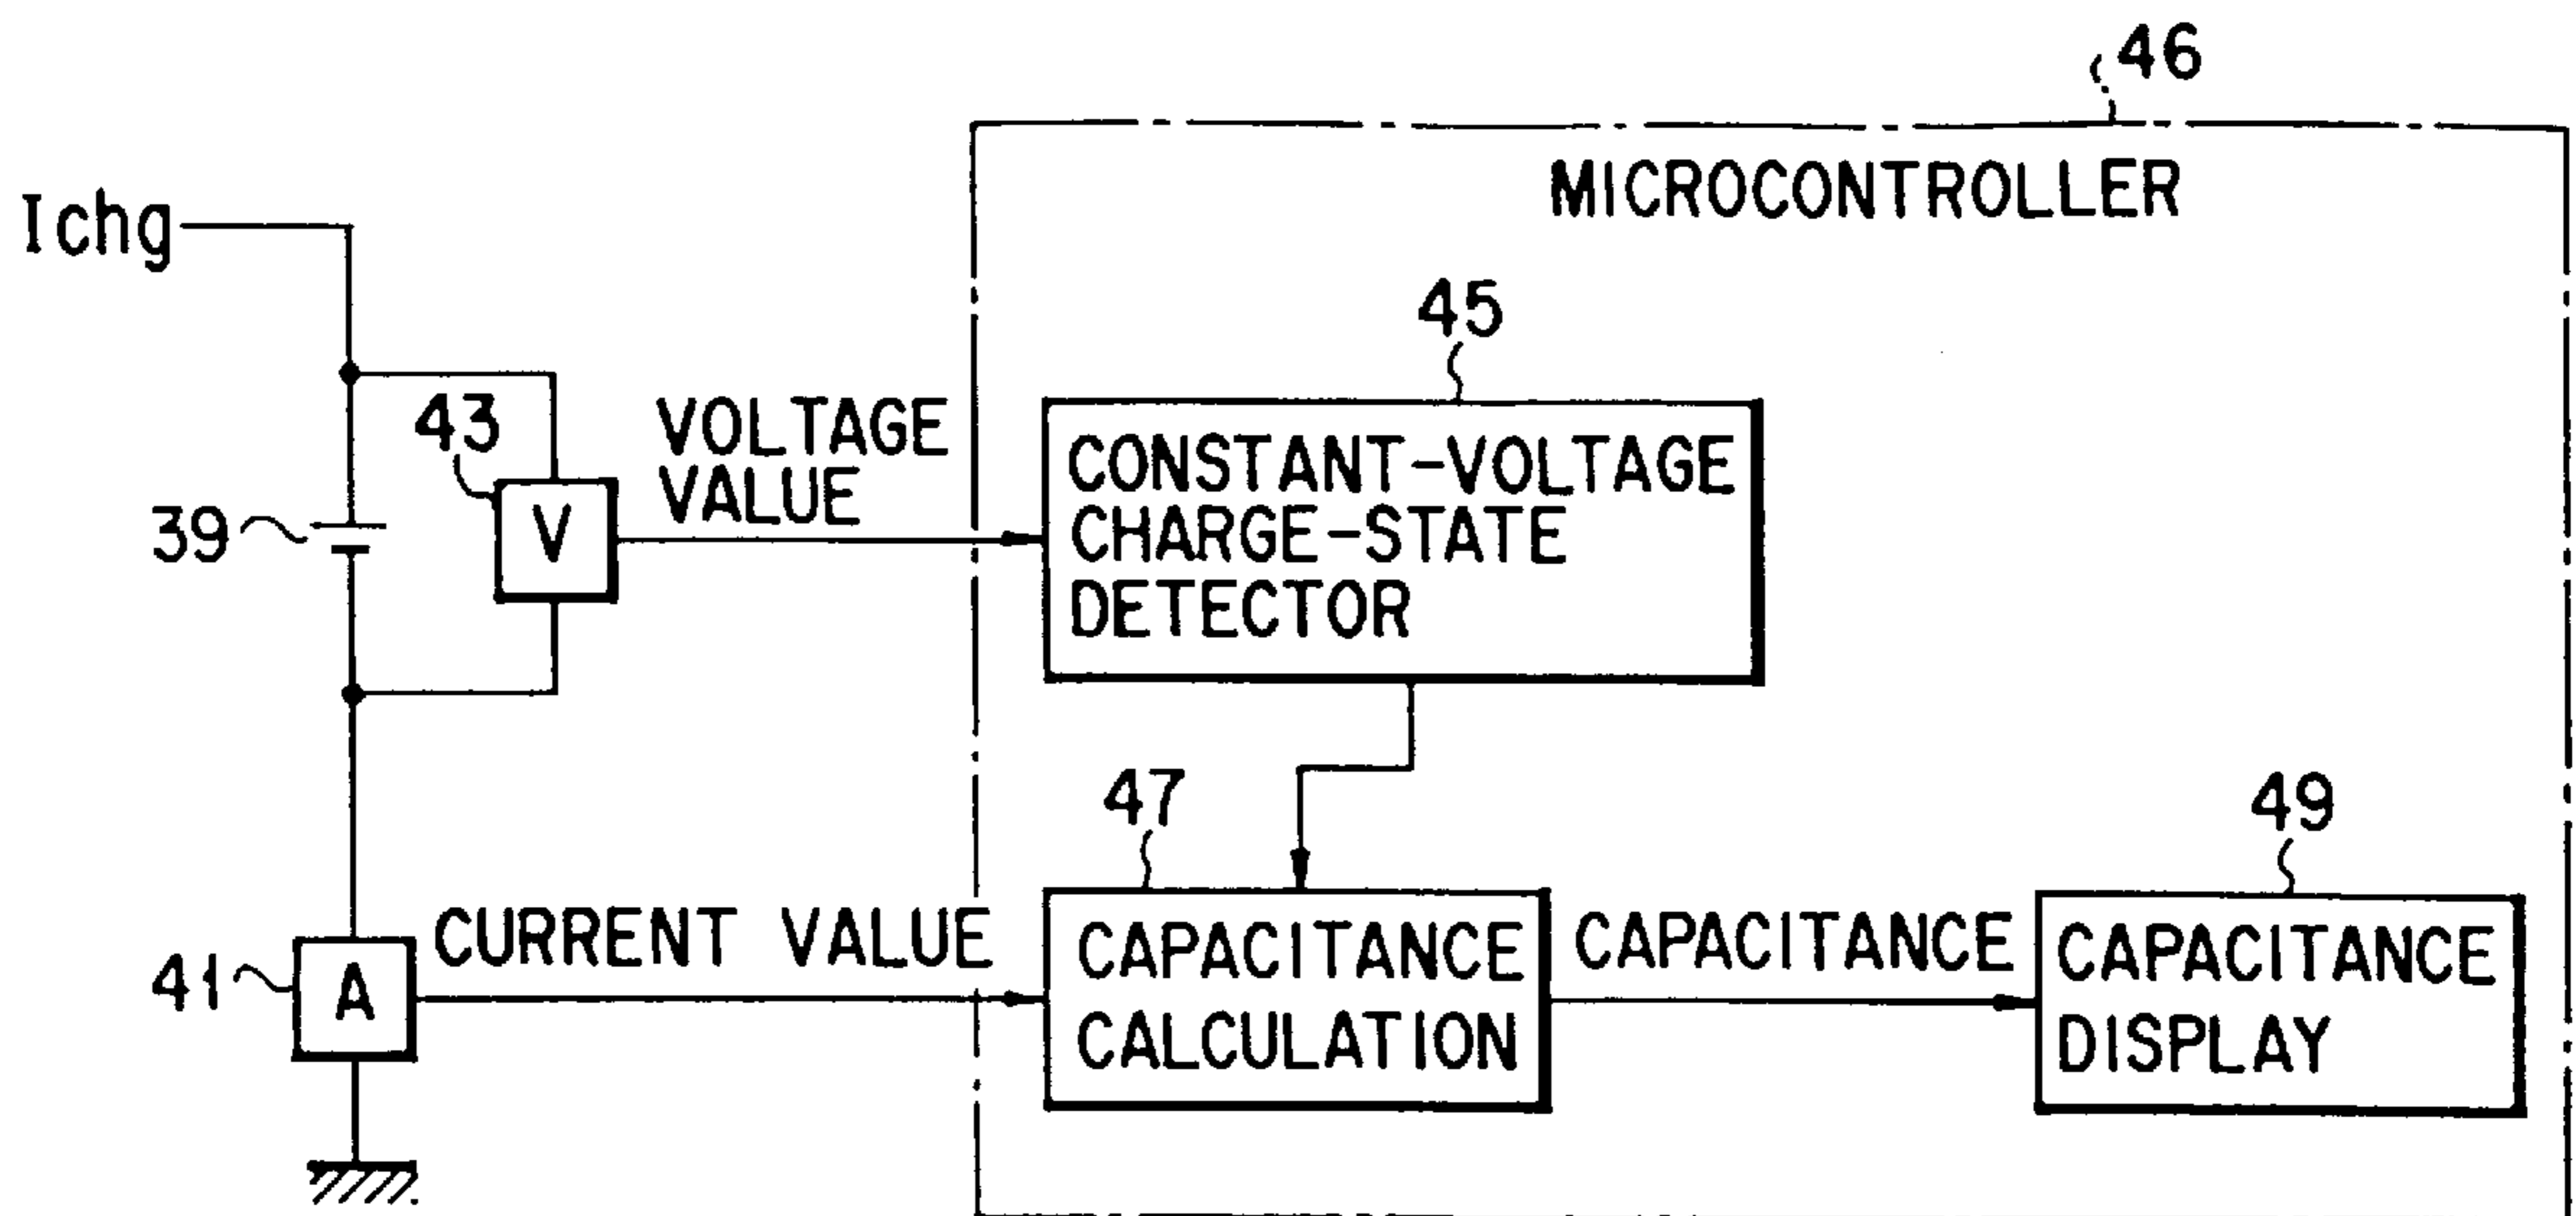 46
MICROCONTROLLER
Ichg
45
43
VOLTAGE
VALUE
CONSTANT-VOLTAGE
CHARGE-STATE
DETECTOR
39
V
47
49
CURRENT VALUE
41
A
CAPACITANCE
CALCULATION
CAPACITANCE
CAPACITANCE
DISPLAY